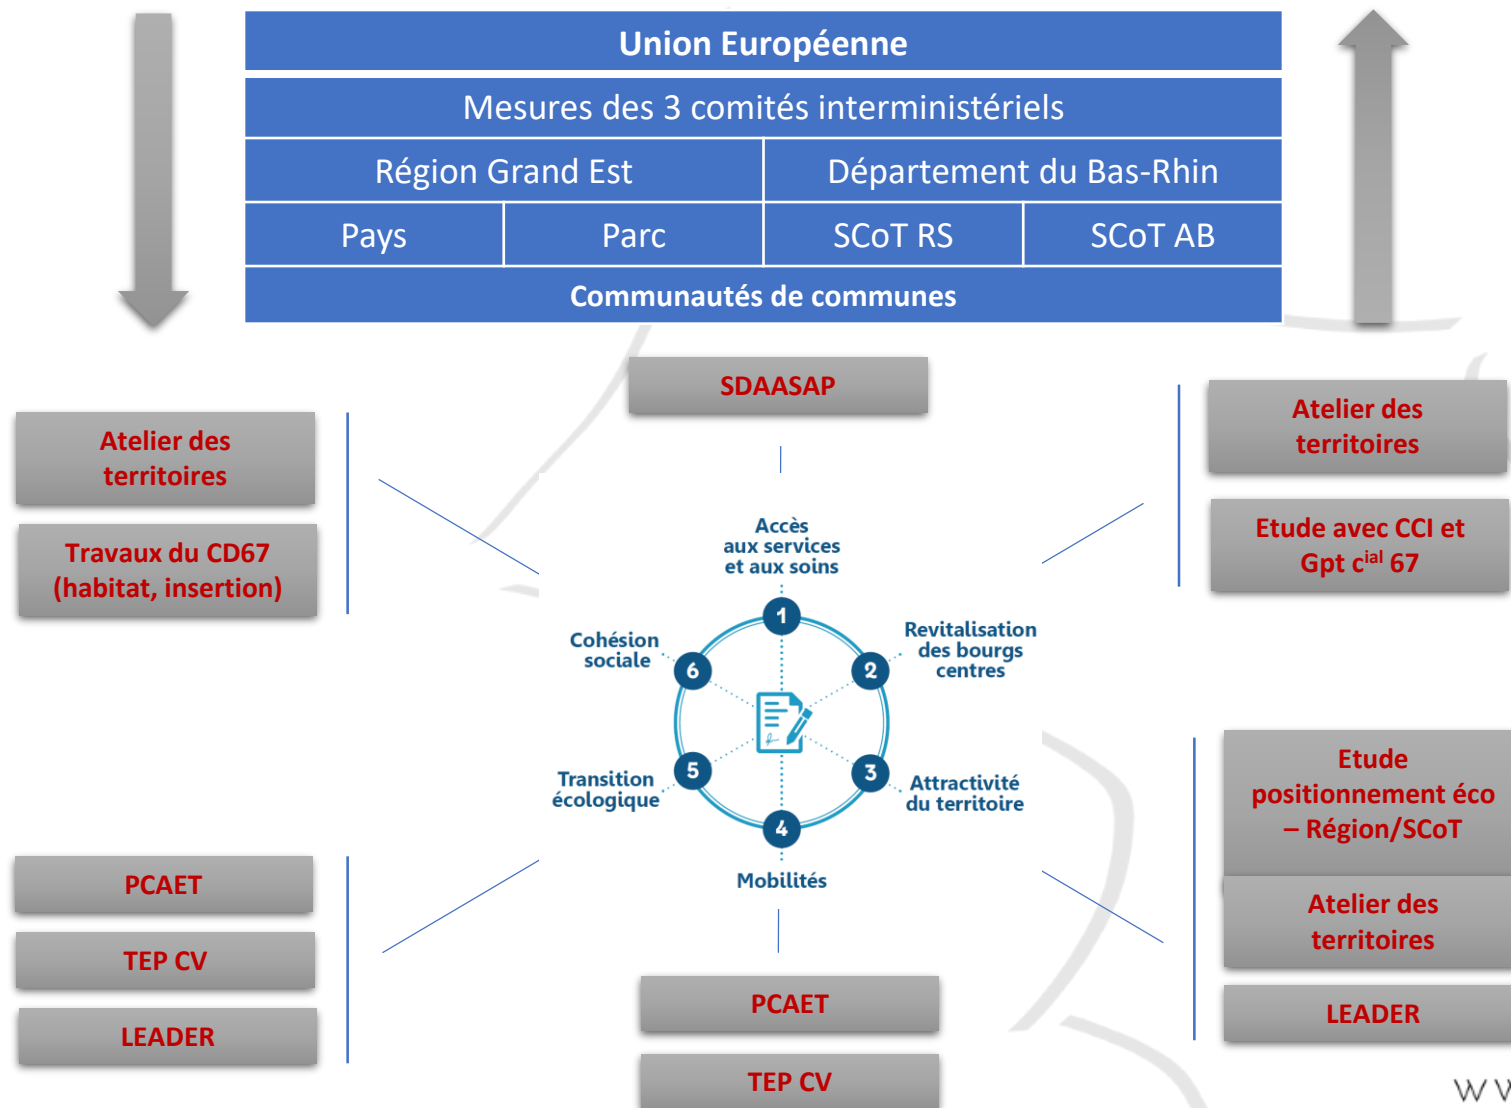 Union Européenne
Mesures des 3 comités interministériels
Région Grand Est
Département du Bas-Rhin
Pays
Parc
SCoT RS
SCoT AB
Communautés de communes
SDAASAP
Atelier des
territoires
Travaux du CD67
(habitat, insertion)
Atelier des
territoires
Etude avec CCI et
Gpt cial 67
Accès
aux services
et aux soins
1
Revitalisation
des bourgs
centres
2
Attractivité
du territoire
3
Mobilités
4
Transition
écologique
5
Cohésion
sociale
6
Etude
positionnement éco
– Région/SCoT
Atelier des
territoires
LEADER
PCAET
TEP CV
LEADER
PCAET
TEP CV